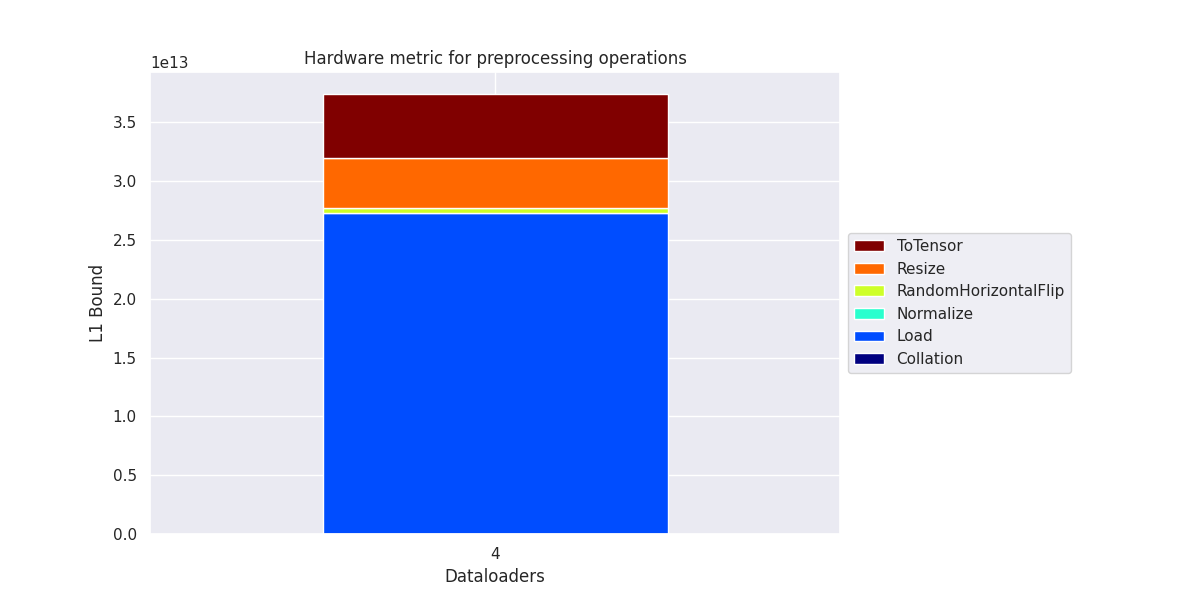 Hardware metric for preprocessing operations
1e13
3.5
3.0
2.5
2.0
1.5
1.0
0.5
0.0
L1 Bound
4
Dataloaders
ToTensor
Resize
RandomHorizontalFlip
Normalize
Load
Collation